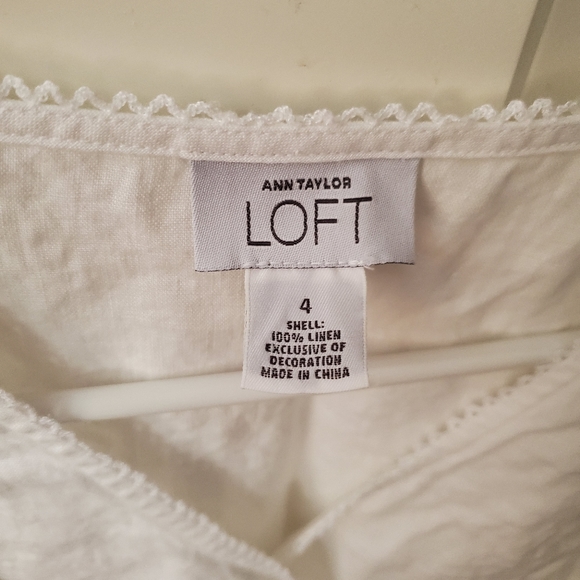 ANN TAYLOR
LOFT
4
SHELL:
100% LINEN
EXCLUSIVE OF
DECORATION
MADE IN CHINA